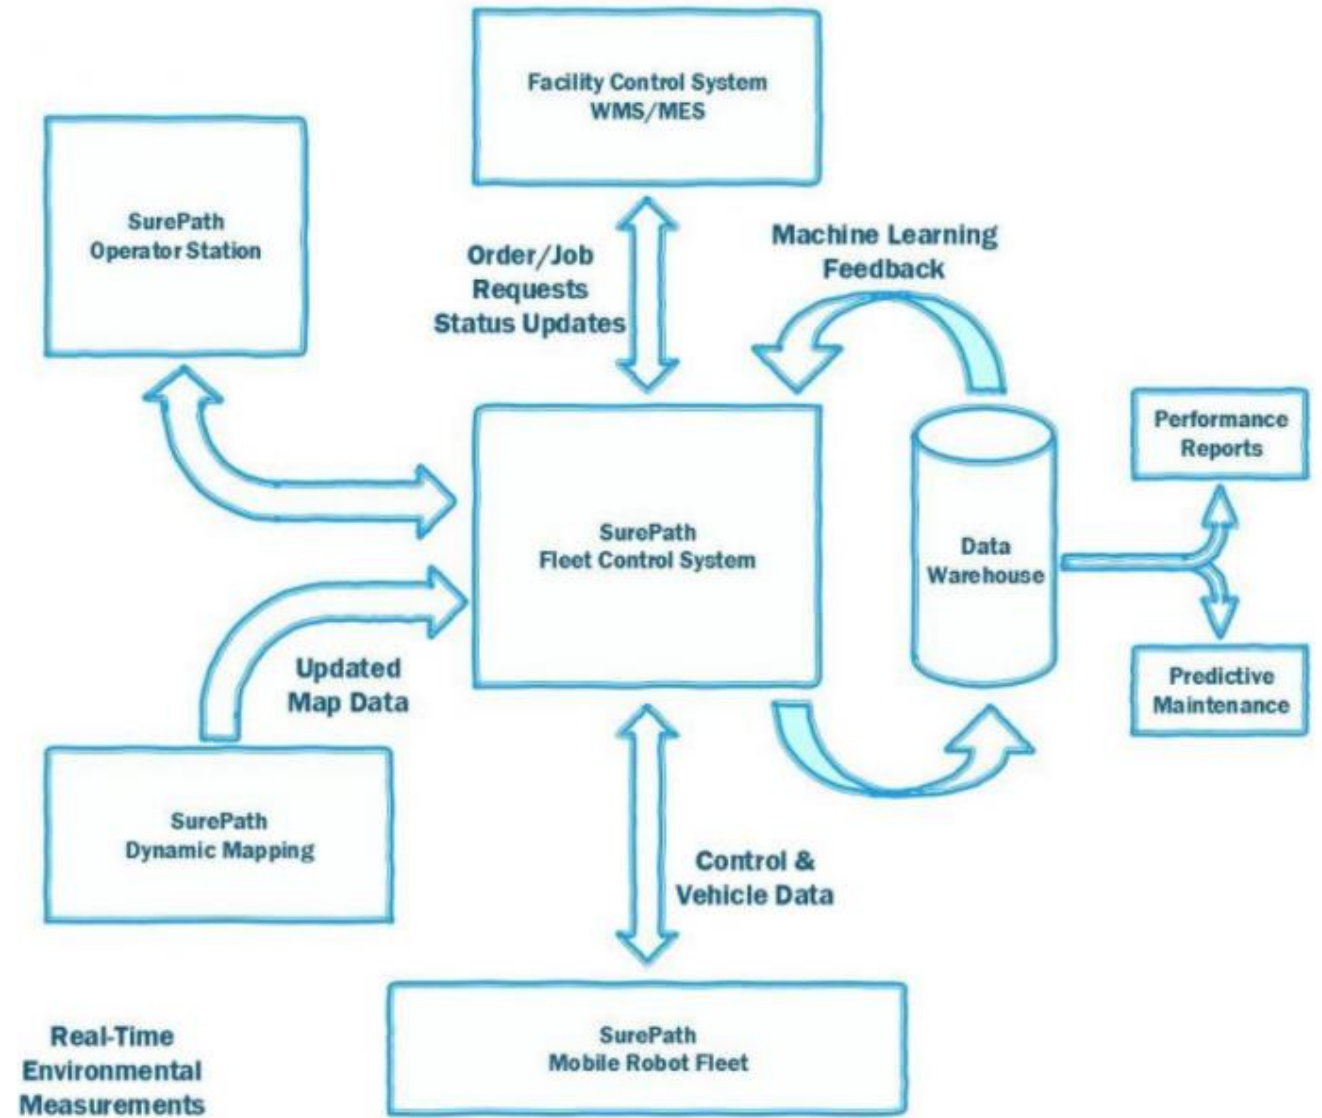 Facility Control System
WMS/MES
SurePath
Operator Station
Order/Job
Requests
Status Updates
Machine Learning
Feedback
Performance
Reports
SurePath
Fleet Control System
Data
Warehouse
Updated
Map Data
Predictive
Maintenance
SurePath
Dynamic Mapping
Control &
Vehicle Data
Real-Time
Environmental
Measurements
SurePath
Mobile Robot Fleet